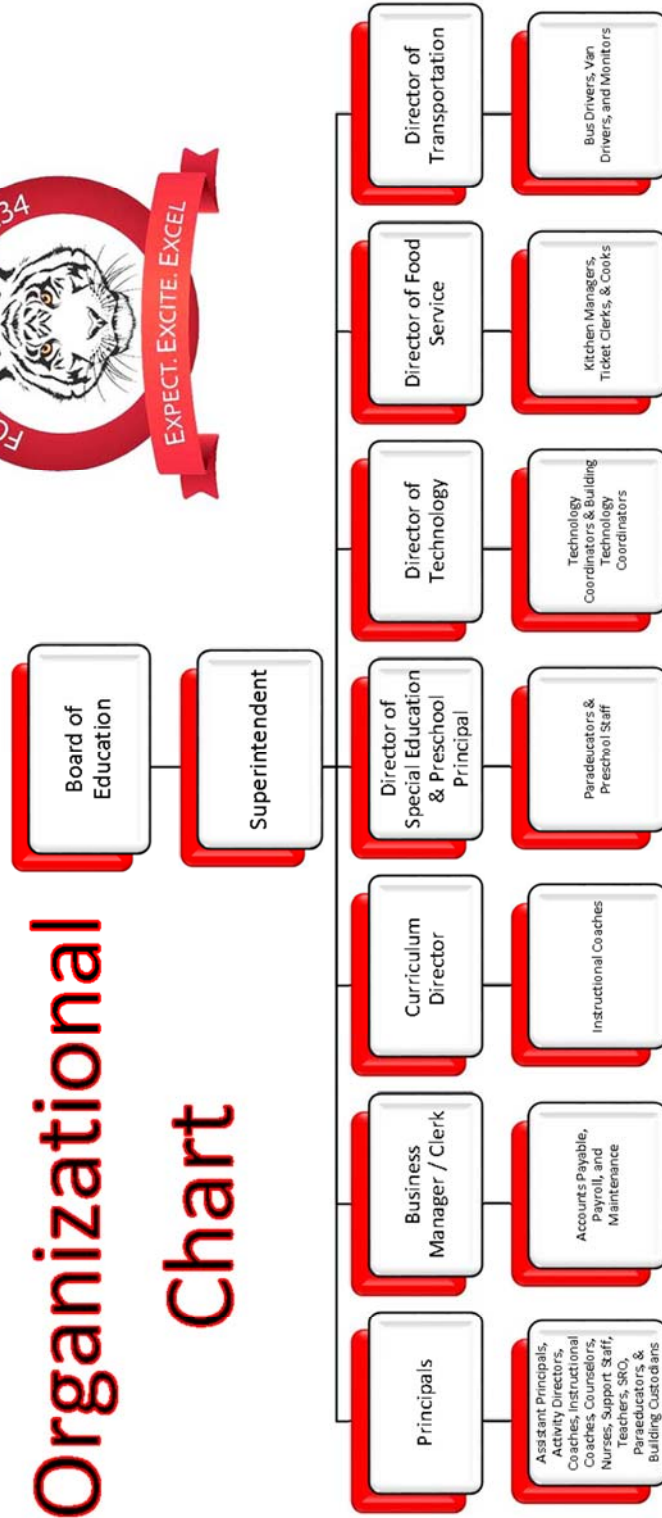 Organizational
Chart
34
FO
EXPECT. EXCITE. EXCEL
Board of
Education
Superintendent
Principals
Business
Manager / Clerk
Curriculum
Director
Director of
Special Education
& Preschool
Principal
Director of
Technology
Director of Food
Service
Director of
Transportation
Assistant Principals,
Activity Directors,
Coaches, Instructional
Coaches, Counselors,
Nurses, Support Staff,
Teachers, SRO,
Paraeducators, &
Building Custodians
Accounts Payable,
Payroll, and
Maintenance
Instructional Coaches
Paradeucators &
Preschool Staff
Technology
Coordinators & Building
Technology
Coordinators
Kitchen Managers,
Ticket Clerks, & Cooks
Bus Drivers, Van
Drivers, and Monitors